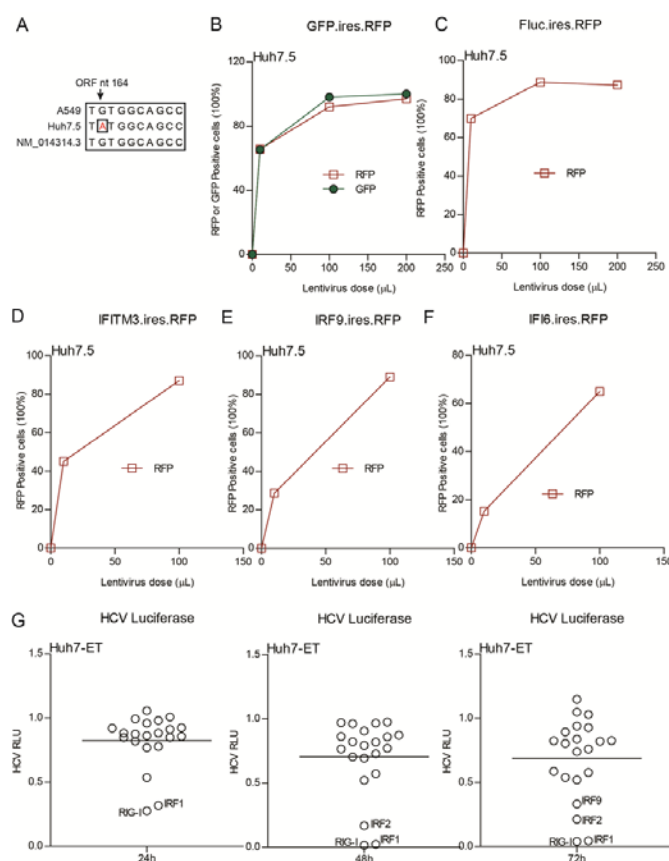 A
ORF nt 164
A549 T G T G G C A G C C
Huh7.5 T A T G G C A G C C
NM_014314.3 T G T G G C A G C C
B
GFP.ires.RFP
Huh7.5
RFP or GFP Positive cells (100%)
120
80
40
0
RFP
GFP
0 50 100 150 200 250
Lentivirus dose (µL)
C
Fluc.ires.RFP
Huh7.5
RFP Positive cells (100%)
100
80
60
40
20
0
RFP
0 50 100 150 200 250
Lentivirus dose (µL)
D
IFITM3.ires.RFP
Huh7.5
RFP Positive cells (100%)
100
80
60
40
20
0
RFP
0 50 100 150
Lentivirus dose (µL)
E
IRF9.ires.RFP
Huh7.5
RFP Positive cells (100%)
100
80
60
40
20
0
RFP
0 50 100 150
Lentivirus dose (µL)
F
IFI6.ires.RFP
Huh7.5
RFP Positive cells (100%)
80
60
40
20
0
RFP
0 50 100 150
Lentivirus dose (µL)
G
HCV Luciferase
Huh7-ET
HCV RLU
1.5
1.0
0.5
0.0
RIG-I
IRF1
24h
HCV Luciferase
Huh7-ET
HCV RLU
1.5
1.0
0.5
0.0
IRF2
RIG-I
IRF1
48h
HCV Luciferase
Huh7-ET
HCV RLU
1.5
1.0
0.5
0.0
IRF9
IRF2
RIG-I
IRF1
72h